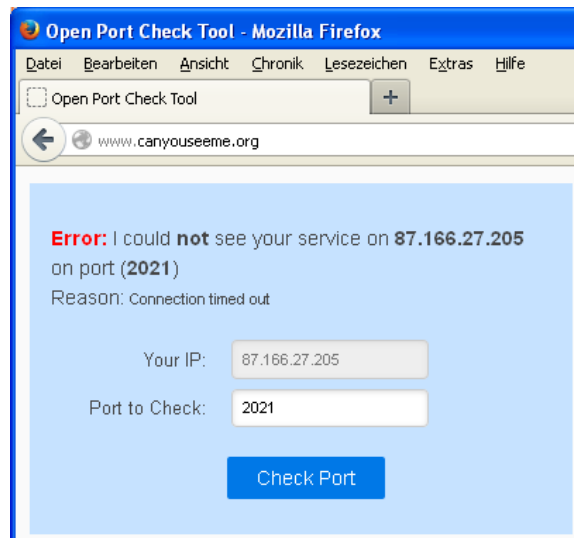 Open Port Check Tool - Mozilla Firefox
Datei Bearbeiten Ansicht Chronik Lesezeichen Extras Hilfe
Open Port Check Tool
www.canyouseeme.org
Error: I could not see your service on 87.166.27.205
on port (2021)
Reason: Connection timed out
Your IP: 87.166.27.205
Port to Check: 2021
Check Port